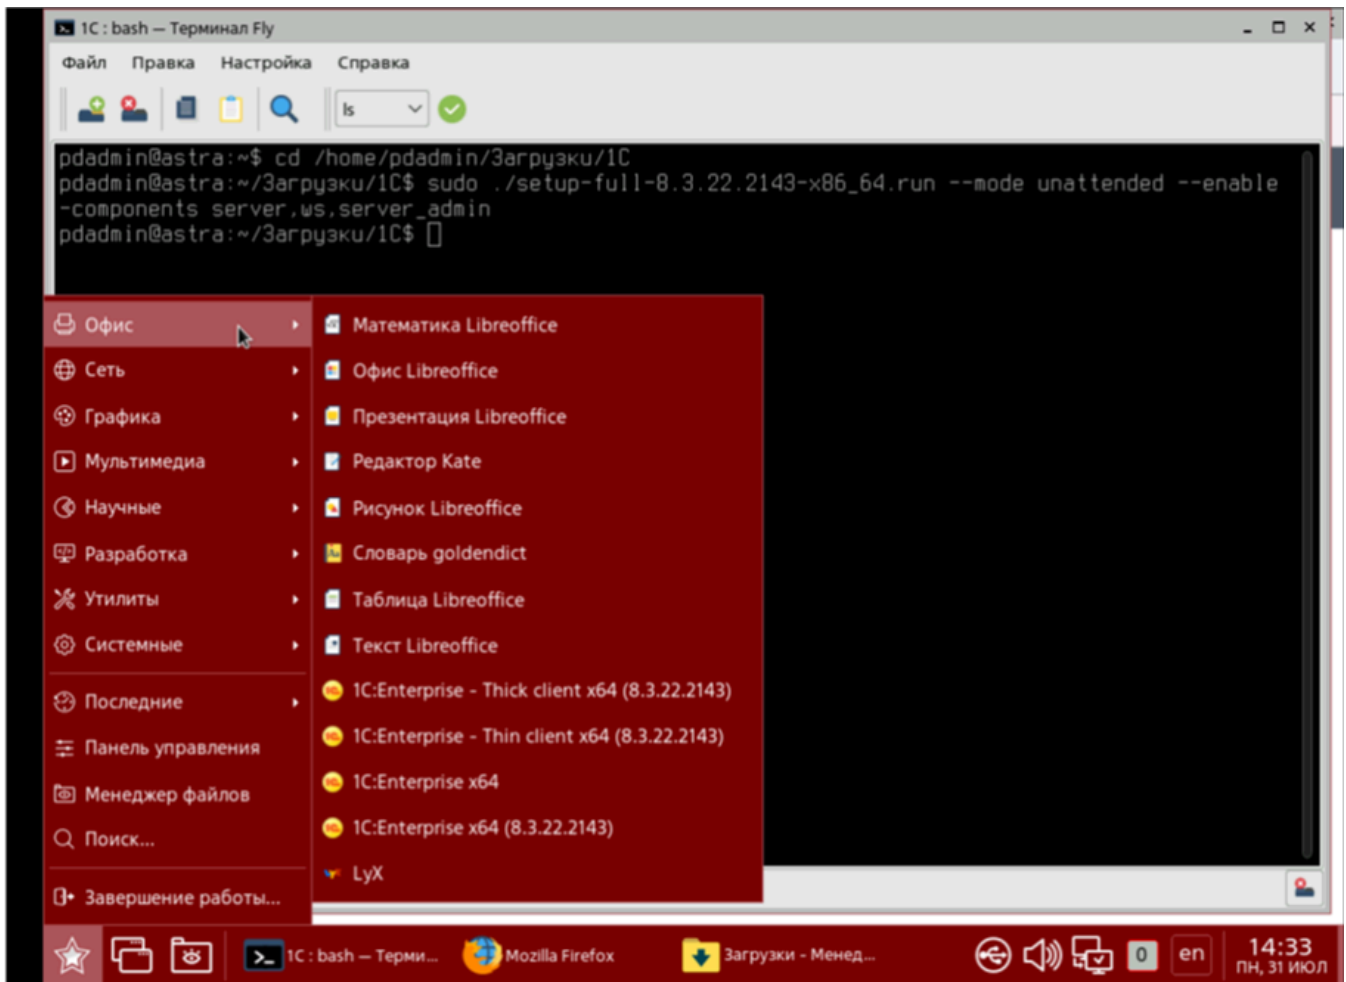 1C : bash — Терминал Fly
Файл Правка Настройка Справка
ls
pdadmin@astra:~$ cd /home/pdadmin/Загрузки/1C
pdadmin@astra:~/Загрузки/1C$ sudo ./setup-full-8.3.22.2143-x86_64.run --mode unattended --enable
-components server,ws,server_admin
pdadmin@astra:~/Загрузки/1C$
Офис
Сеть
Графика
Мультимедиа
Научные
Разработка
Утилиты
Системные
Последние
Панель управления
Менеджер файлов
Поиск...
Завершение работы...
Математика Libreoffice
Офис Libreoffice
Презентация Libreoffice
Редактор Kate
Рисунок Libreoffice
Словарь goldendict
Таблица Libreoffice
Текст Libreoffice
1C:Enterprise - Thick client x64 (8.3.22.2143)
1C:Enterprise - Thin client x64 (8.3.22.2143)
1C:Enterprise x64
1C:Enterprise x64 (8.3.22.2143)
LyX
1C : bash — Терми...
Mozilla Firefox
Загрузки - Менед...
0
en
14:33
ПН, 31 ИЮЛ